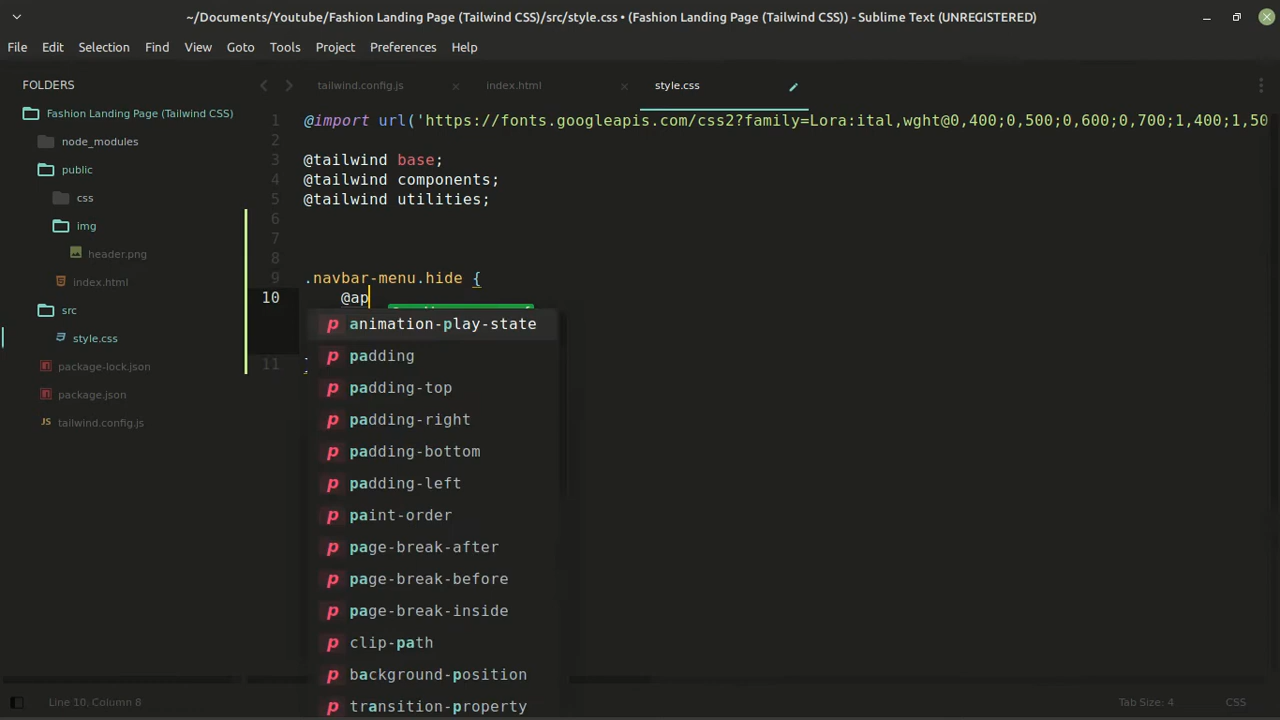 ~/Documents/Youtube/Fashion Landing Page (Tailwind CSS)/src/style.css • (Fashion Landing Page (Tailwind CSS)) - Sublime Text (UNREGISTERED)
File Edit Selection Find View Goto Tools Project Preferences Help
FOLDERS
Fashion Landing Page (Tailwind CSS)
node_modules
public
css
img
header.png
index.html
src
style.css
package-lock.json
package.json
JS tailwind.config.js
tailwind.config.js index.html style.css
1 @import url('https://fonts.googleapis.com/css2?family=Lora:ital,wght@0,400;0,500;0,600;0,700;1,400;1,50
2
3 @tailwind base;
4 @tailwind components;
5 @tailwind utilities;
6
7
8
9 .navbar-menu.hide {
10 @ap
11
p animation-play-state
p padding
p padding-top
p padding-right
p padding-bottom
p padding-left
p paint-order
p page-break-after
p page-break-before
p page-break-inside
p clip-path
p background-position
p transition-property
Line 10, Column 8 Tab Size: 4 CSS